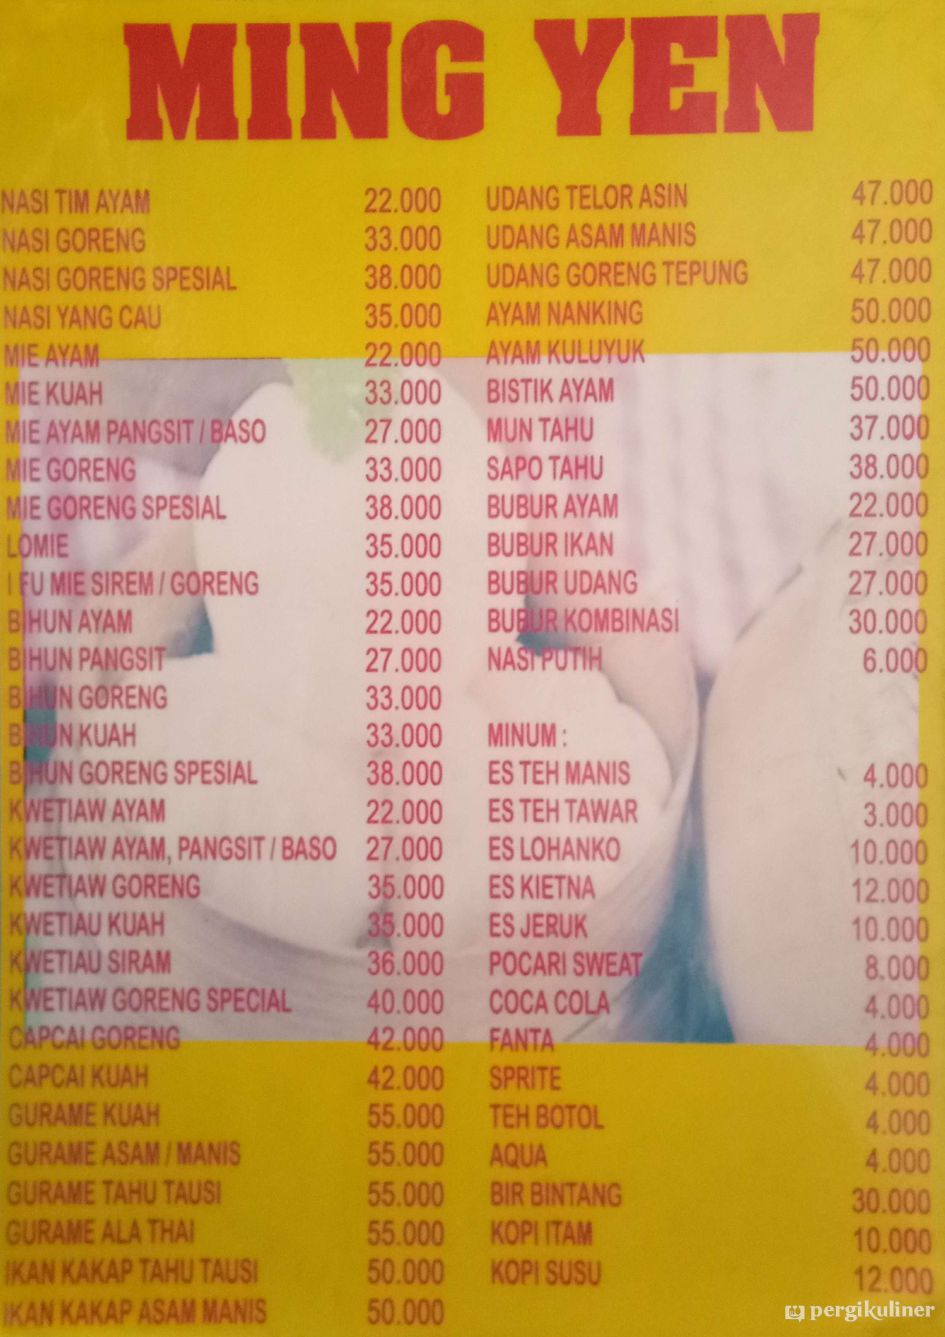 MING YEN
NASI TIM AYAM 22.000
NASI GORENG 33.000
NASI GORENG SPESIAL 38.000
NASI YANG CAU 35.000
MIE AYAM 22.000
MIE KUAH 33.000
MIE AYAM PANGSIT / BASO 27.000
MIE GORENG 33.000
MIE GORENG SPESIAL 38.000
LOMIE 35.000
I FU MIE SIREM / GORENG 35.000
BIHUN AYAM 22.000
BIHUN PANGSIT 27.000
BIHUN GORENG 33.000
BIHUN KUAH 33.000
BIHUN GORENG SPESIAL 38.000
KWETIAW AYAM 22.000
KWETIAW AYAM, PANGSIT / BASO 27.000
KWETIAW GORENG 35.000
KWETIAU KUAH 35.000
KWETIAU SIRAM 36.000
KWETIAW GORENG SPECIAL 40.000
CAPCAI GORENG 42.000
CAPCAI KUAH 42.000
GURAME KUAH 55.000
GURAME ASAM / MANIS 55.000
GURAME TAHU TAUSI 55.000
GURAME ALA THAI 55.000
IKAN KAKAP TAHU TAUSI 50.000
IKAN KAKAP ASAM MANIS 50.000
UDANG TELOR ASIN 47.000
UDANG ASAM MANIS 47.000
UDANG GORENG TEPUNG 47.000
AYAM NANKING 50.000
AYAM KULUYUK 50.000
BISTIK AYAM 50.000
MUN TAHU 37.000
SAPO TAHU 38.000
BUBUR AYAM 22.000
BUBUR IKAN 27.000
BUBUR UDANG 27.000
BUBUR KOMBINASI 30.000
NASI PUTIH 6.000
MINUM :
ES TEH MANIS 4.000
ES TEH TAWAR 3.000
ES LOHANKO 10.000
ES KIETNA 12.000
ES JERUK 10.000
POCARI SWEAT 8.000
COCA COLA 4.000
FANTA 4.000
SPRITE 4.000
TEH BOTOL 4.000
AQUA 4.000
BIR BINTANG 30.000
KOPI ITAM 10.000
KOPI SUSU 12.000
pergikuliner